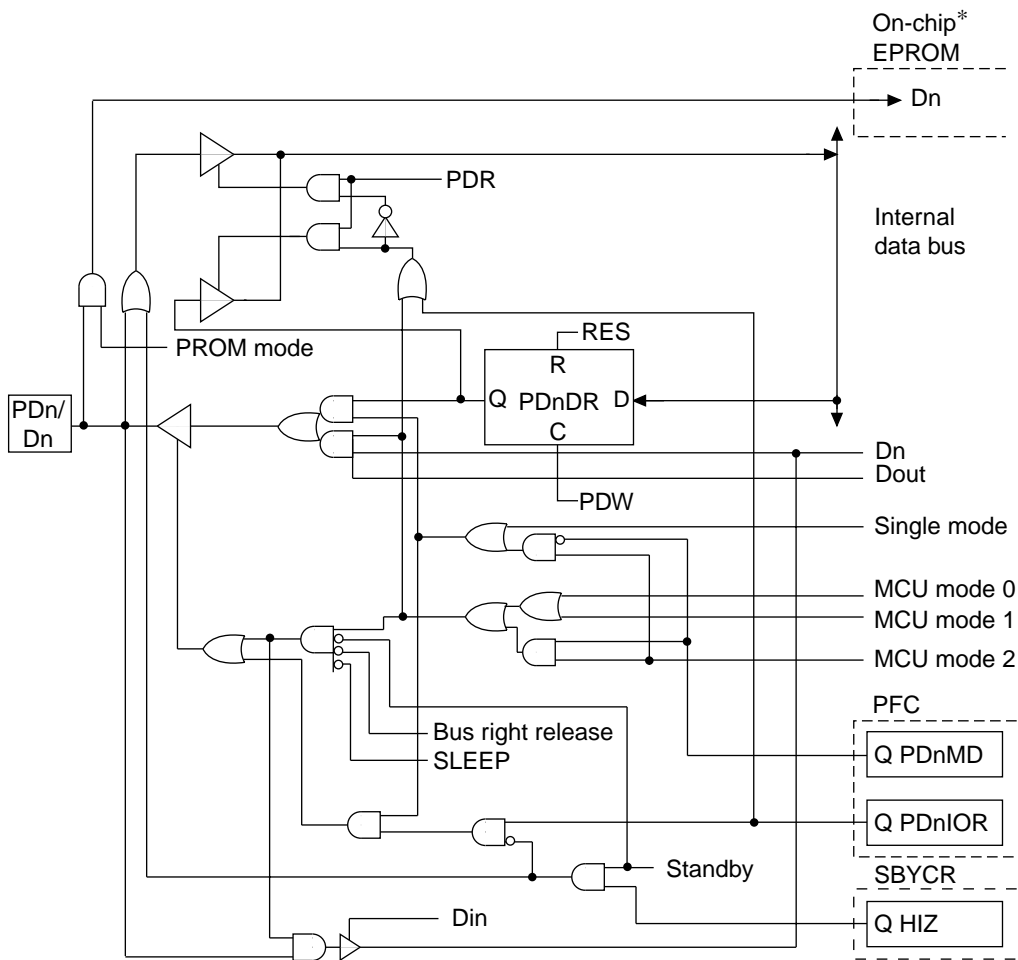 On-chip*
EPROM
Dn
PDR
Internal
data bus
RES
PROM mode
R
Q PDnDR D
C
PDn/
Dn
Dn
Dout
PDW
Single mode
MCU mode 0
MCU mode 1
MCU mode 2
PFC
Bus right release
SLEEP
Q PDnMD
Q PDnIOR
Standby
SBYCR
Din
Q HIZ